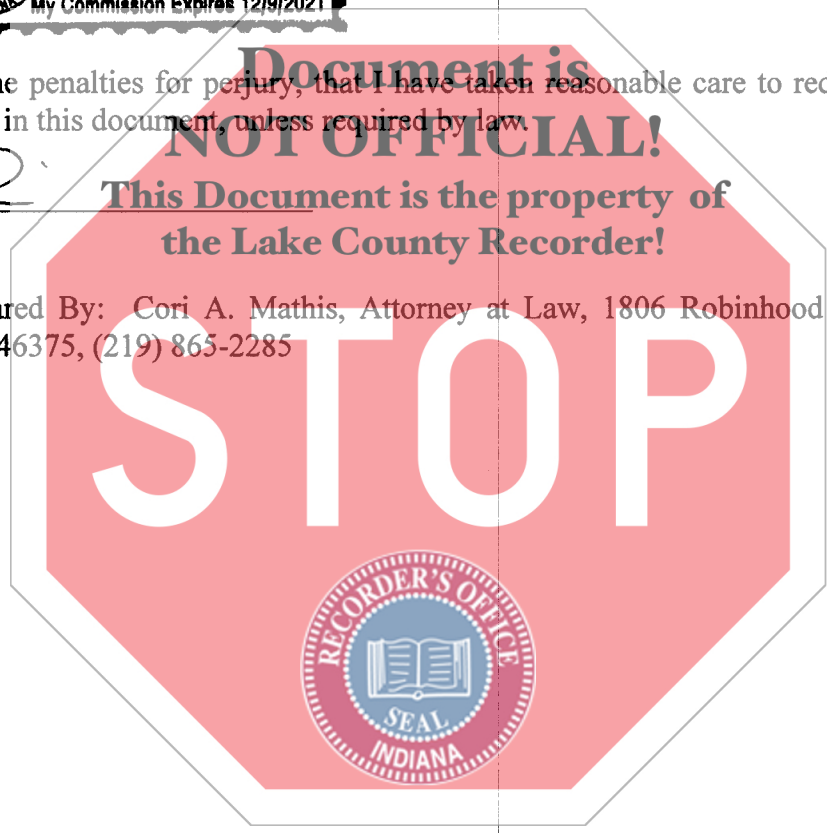 My Commission Expires 12/9/2021
Document is
he penalties for perjury, that I have taken reasonable care to rec
in this document, unless required by law.
NOT OFFICIAL!
This Document is the property of
the Lake County Recorder!
ared By: Cori A. Mathis, Attorney at Law, 1806 Robinhood
46375, (219) 865-2285
STOP
RECORDER'S OFFICE
SEAL
INDIANA